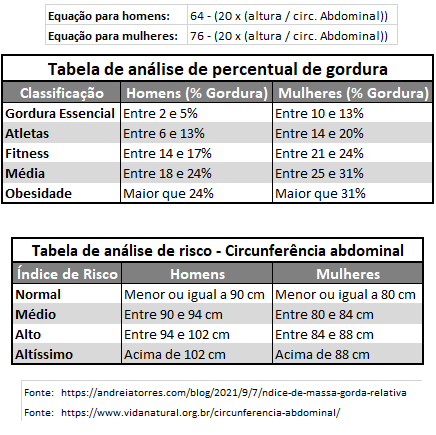 Equação para homens: 64 - (20 x (altura / circ. Abdominal))
Equação para mulheres: 76 - (20 x (altura / circ. Abdominal))
Tabela de análise de percentual de gordura
Classificação Homens (% Gordura) Mulheres (% Gordura)
Gordura Essencial Entre 2 e 5% Entre 10 e 13%
Atletas Entre 6 e 13% Entre 14 e 20%
Fitness Entre 14 e 17% Entre 21 e 24%
Média Entre 18 e 24% Entre 25 e 31%
Obesidade Maior que 24% Maior que 31%
Tabela de análise de risco - Circunferência abdominal
Índice de Risco Homens Mulheres
Normal Menor ou igual a 90 cm Menor ou igual a 80 cm
Médio Entre 90 e 94 cm Entre 80 e 84 cm
Alto Entre 94 e 102 cm Entre 84 e 88 cm
Altíssimo Acima de 102 cm Acima de 88 cm
Fonte: https://andreiatorres.com/blog/2021/9/7/ndice-de-massa-gorda-relativa
Fonte: https://www.vidanatural.org.br/circunferencia-abdominal/